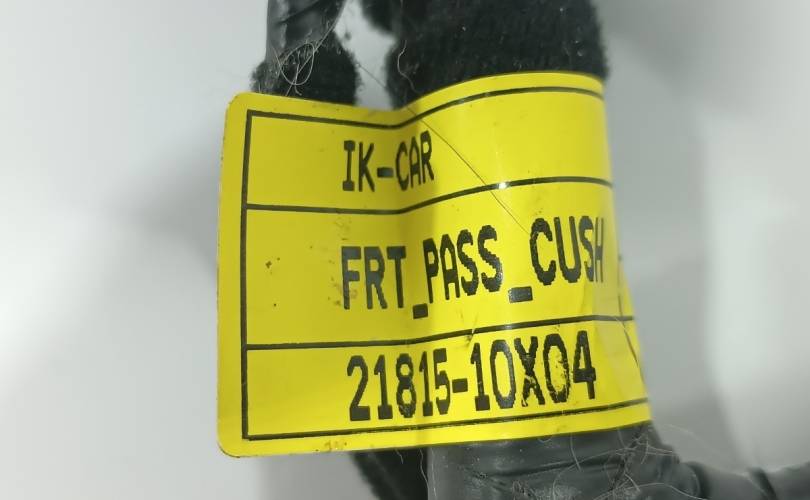 IK-CAR
FRT_PASS_CUSH
21815-10X04